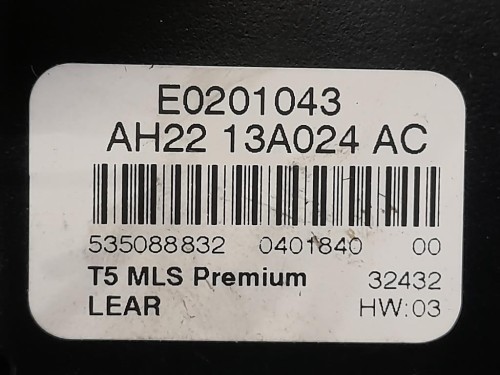 E0201043
AH22 13A024 AC
535088832 0401840 00
T5 MLS Premium 32432
LEAR HW:03